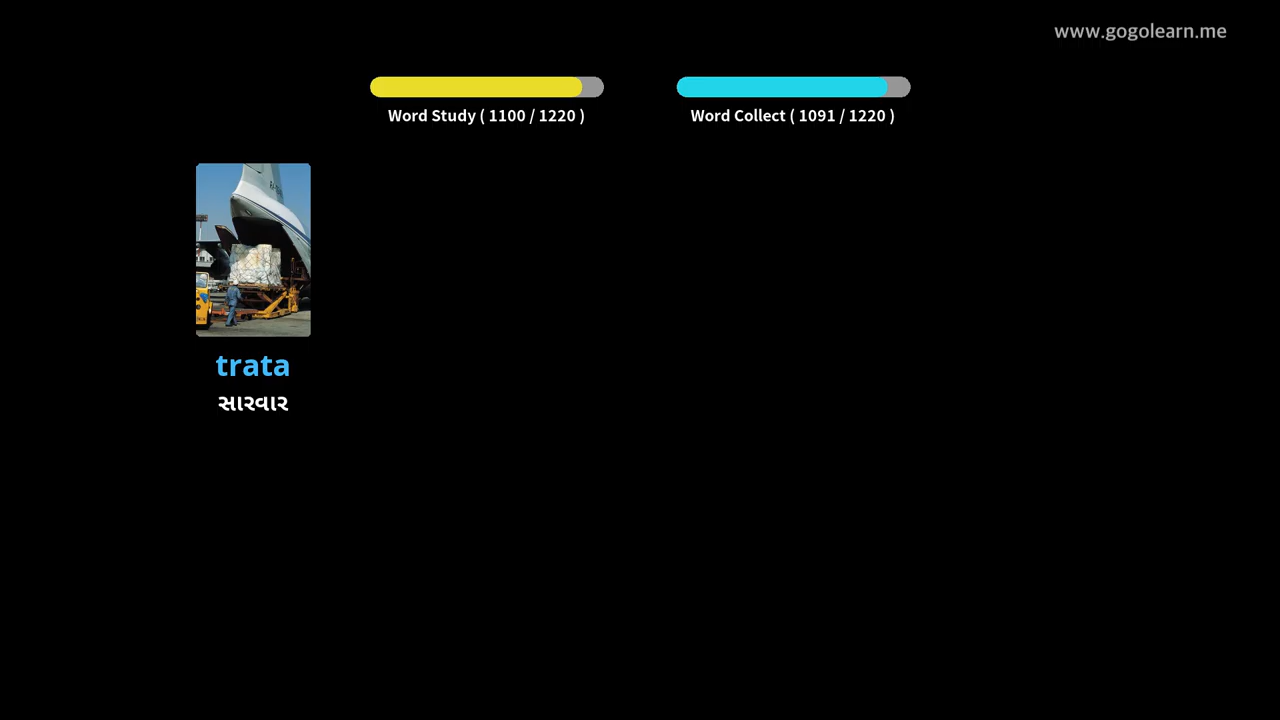 www.gogolearn.me
Word Study ( 1100 / 1220 )
Word Collect ( 1091 / 1220 )
trata
સારવાર